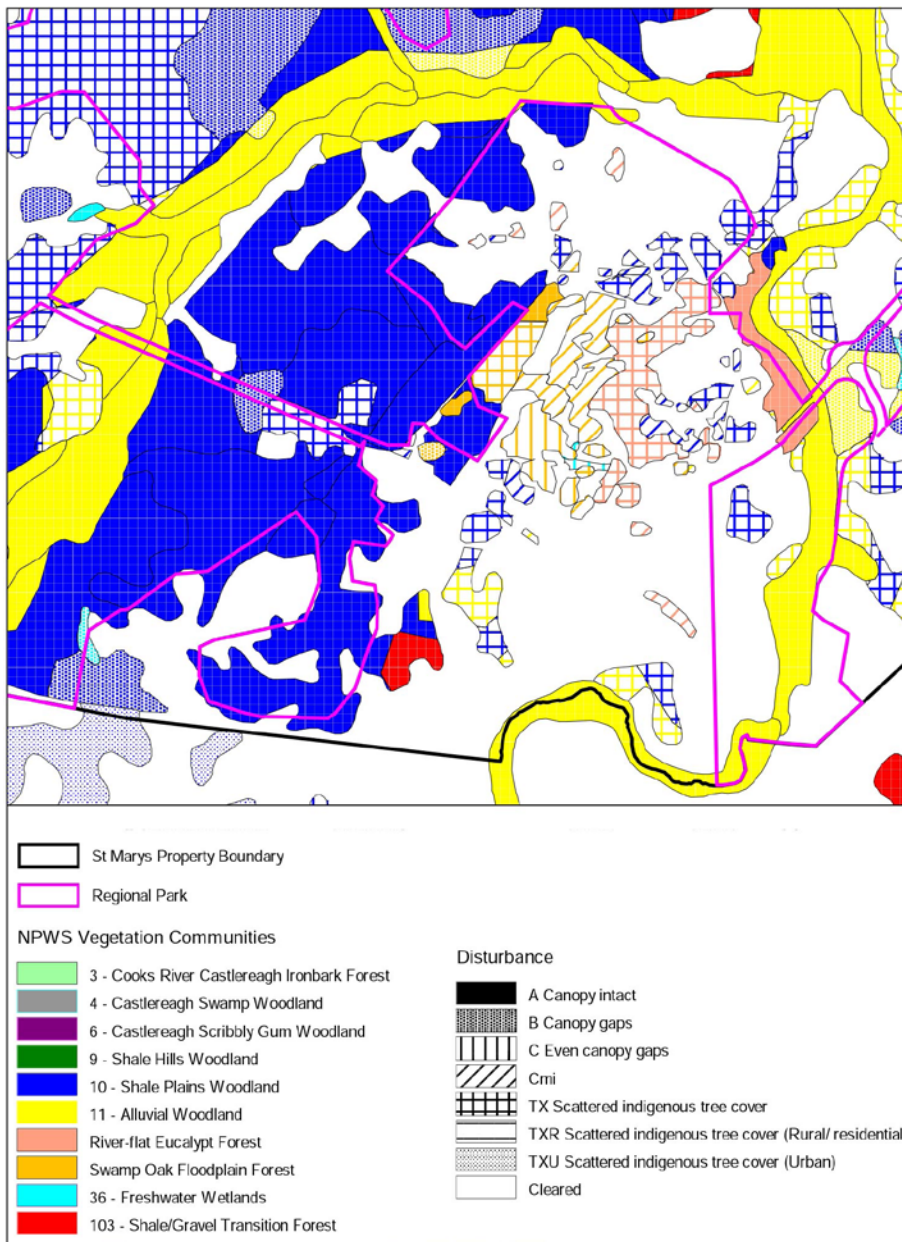 St Marys Property Boundary
Regional Park
NPWS Vegetation Communities
3 - Cooks River Castlereagh Ironbark Forest
4 - Castlereagh Swamp Woodland
6 - Castlereagh Scribbly Gum Woodland
9 - Shale Hills Woodland
10 - Shale Plains Woodland
11 - Alluvial Woodland
River-flat Eucalypt Forest
Swamp Oak Floodplain Forest
36 - Freshwater Wetlands
103 - Shale/Gravel Transition Forest
Disturbance
A Canopy intact
B Canopy gaps
C Even canopy gaps
Cmi
TX Scattered indigenous tree cover
TXR Scattered indigenous tree cover (Rural/ residential
TXU Scattered indigenous tree cover (Urban)
Cleared